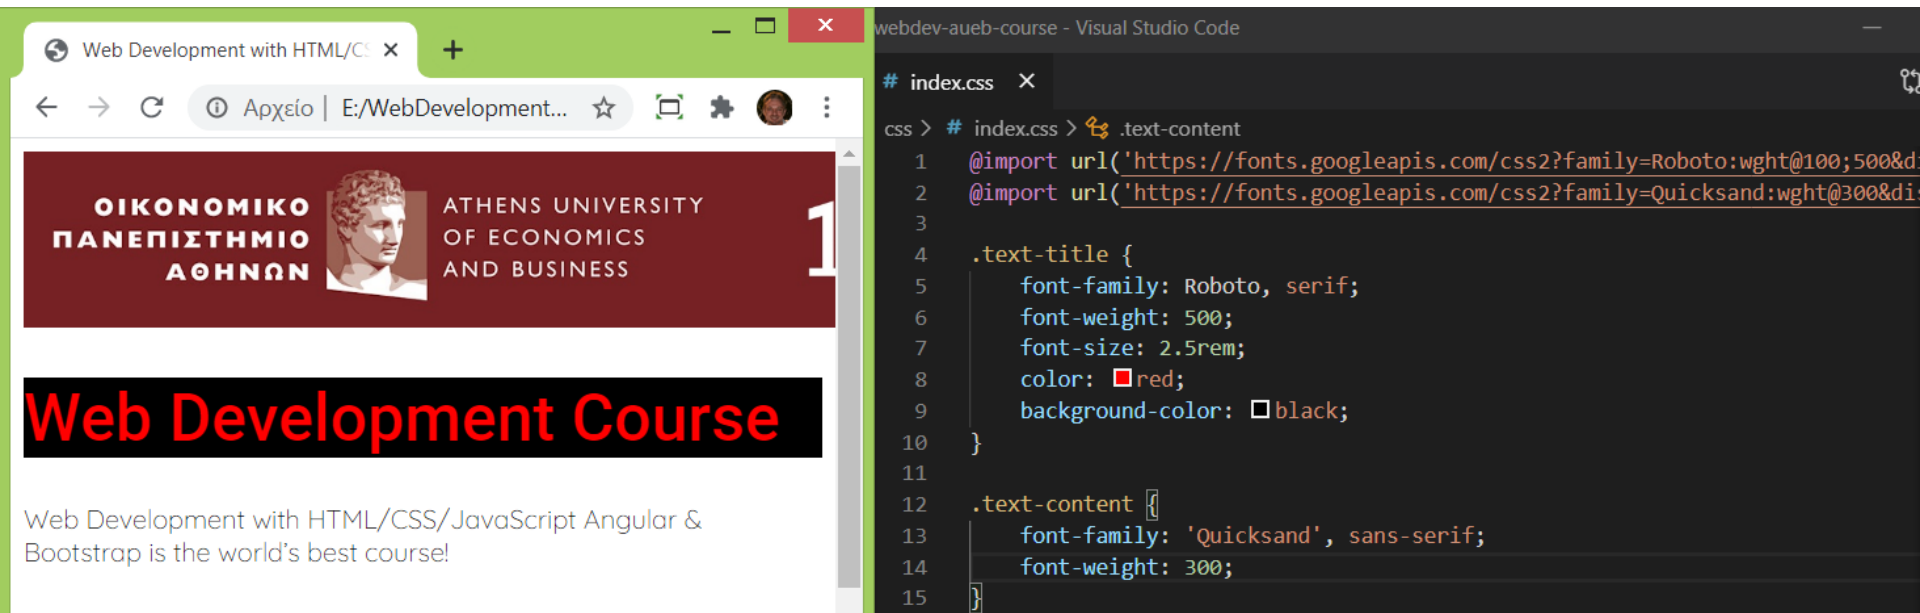 Web Development with HTML/CS
Αρχείο | E:/WebDevelopment...
ΟΙΚΟΝΟΜΙΚΟ
ΠΑΝΕΠΙΣΤΗΜΙΟ
ΑΘΗΝΩΝ
ATHENS UNIVERSITY
OF ECONOMICS
AND BUSINESS
1
Web Development Course
Web Development with HTML/CSS/JavaScript Angular &
Bootstrap is the world's best course!
webdev-aueb-course - Visual Studio Code
# index.css
css > # index.css > .text-content
1 @import url('https://fonts.googleapis.com/css2?family=Roboto:wght@100;500&di
2 @import url('https://fonts.googleapis.com/css2?family=Quicksand:wght@300&dis
3
4 .text-title {
5 font-family: Roboto, serif;
6 font-weight: 500;
7 font-size: 2.5rem;
8 color: red;
9 background-color: black;
10 }
11
12 .text-content {
13 font-family: 'Quicksand', sans-serif;
14 font-weight: 300;
15 }